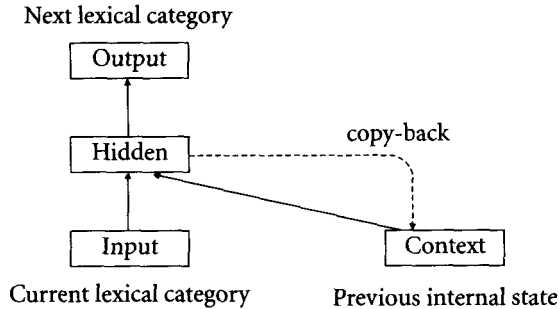 Next lexical category
Output
copy-back
Hidden
Input
Context
Current lexical category
Previous internal state